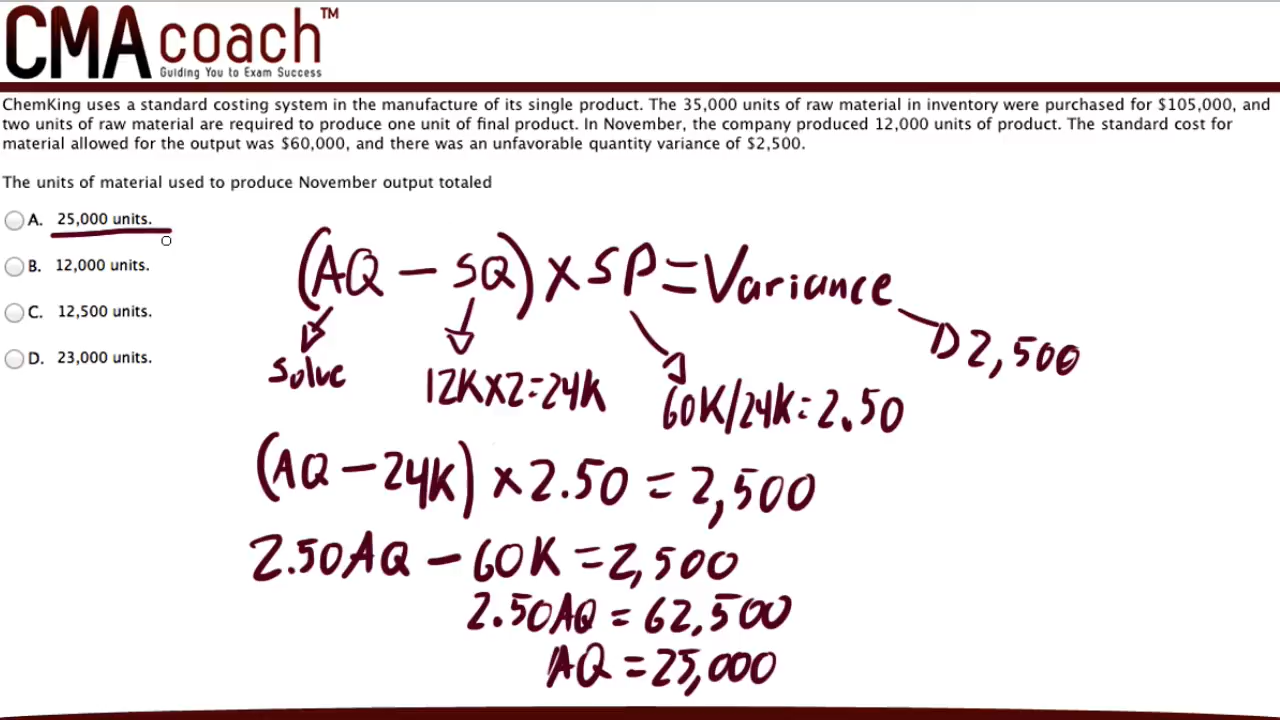 CMAcoach™
Guiding You to Exam Success
ChemKing uses a standard costing system in the manufacture of its single product. The 35,000 units of raw material in inventory were purchased for $105,000, and
two units of raw material are required to produce one unit of final product. In November, the company produced 12,000 units of product. The standard cost for
material allowed for the output was $60,000, and there was an unfavorable quantity variance of $2,500.
The units of material used to produce November output totaled
A. 25,000 units.
B. 12,000 units.
C. 12,500 units.
D. 23,000 units.
(AQ - SQ) x SP = Variance
2,500
Solve
12K x 2 = 24K
60K/24K = 2.50
(AQ - 24K) x 2.50 = 2,500
2.50AQ - 60K = 2,500
2.50AQ = 62,500
AQ = 25,000